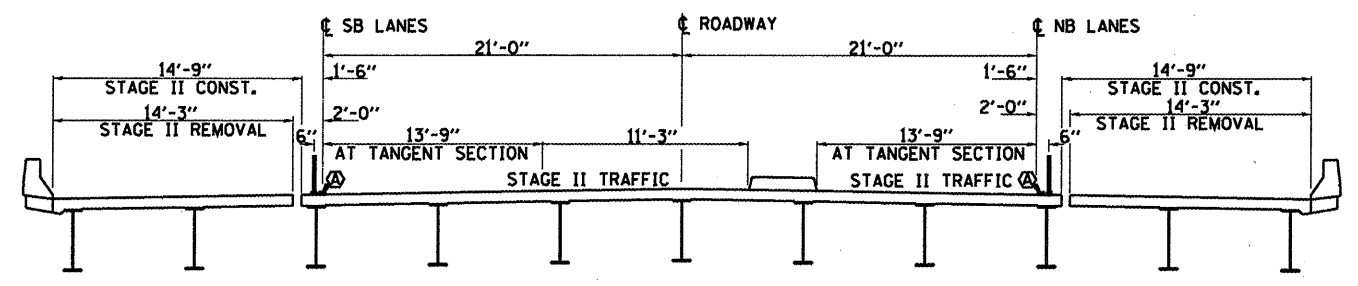 ℄ SB LANES
℄ ROADWAY
℄ NB LANES
21'-0"
21'-0"
14'-9"
STAGE II CONST.
1'-6"
1'-6"
14'-9"
STAGE II CONST.
14'-3"
STAGE II REMOVAL
2'-0"
2'-0"
14'-3"
STAGE II REMOVAL
6"
13'-9"
AT TANGENT SECTION
11'-3"
13'-9"
AT TANGENT SECTION
6"
A
STAGE II TRAFFIC
STAGE II TRAFFIC
A